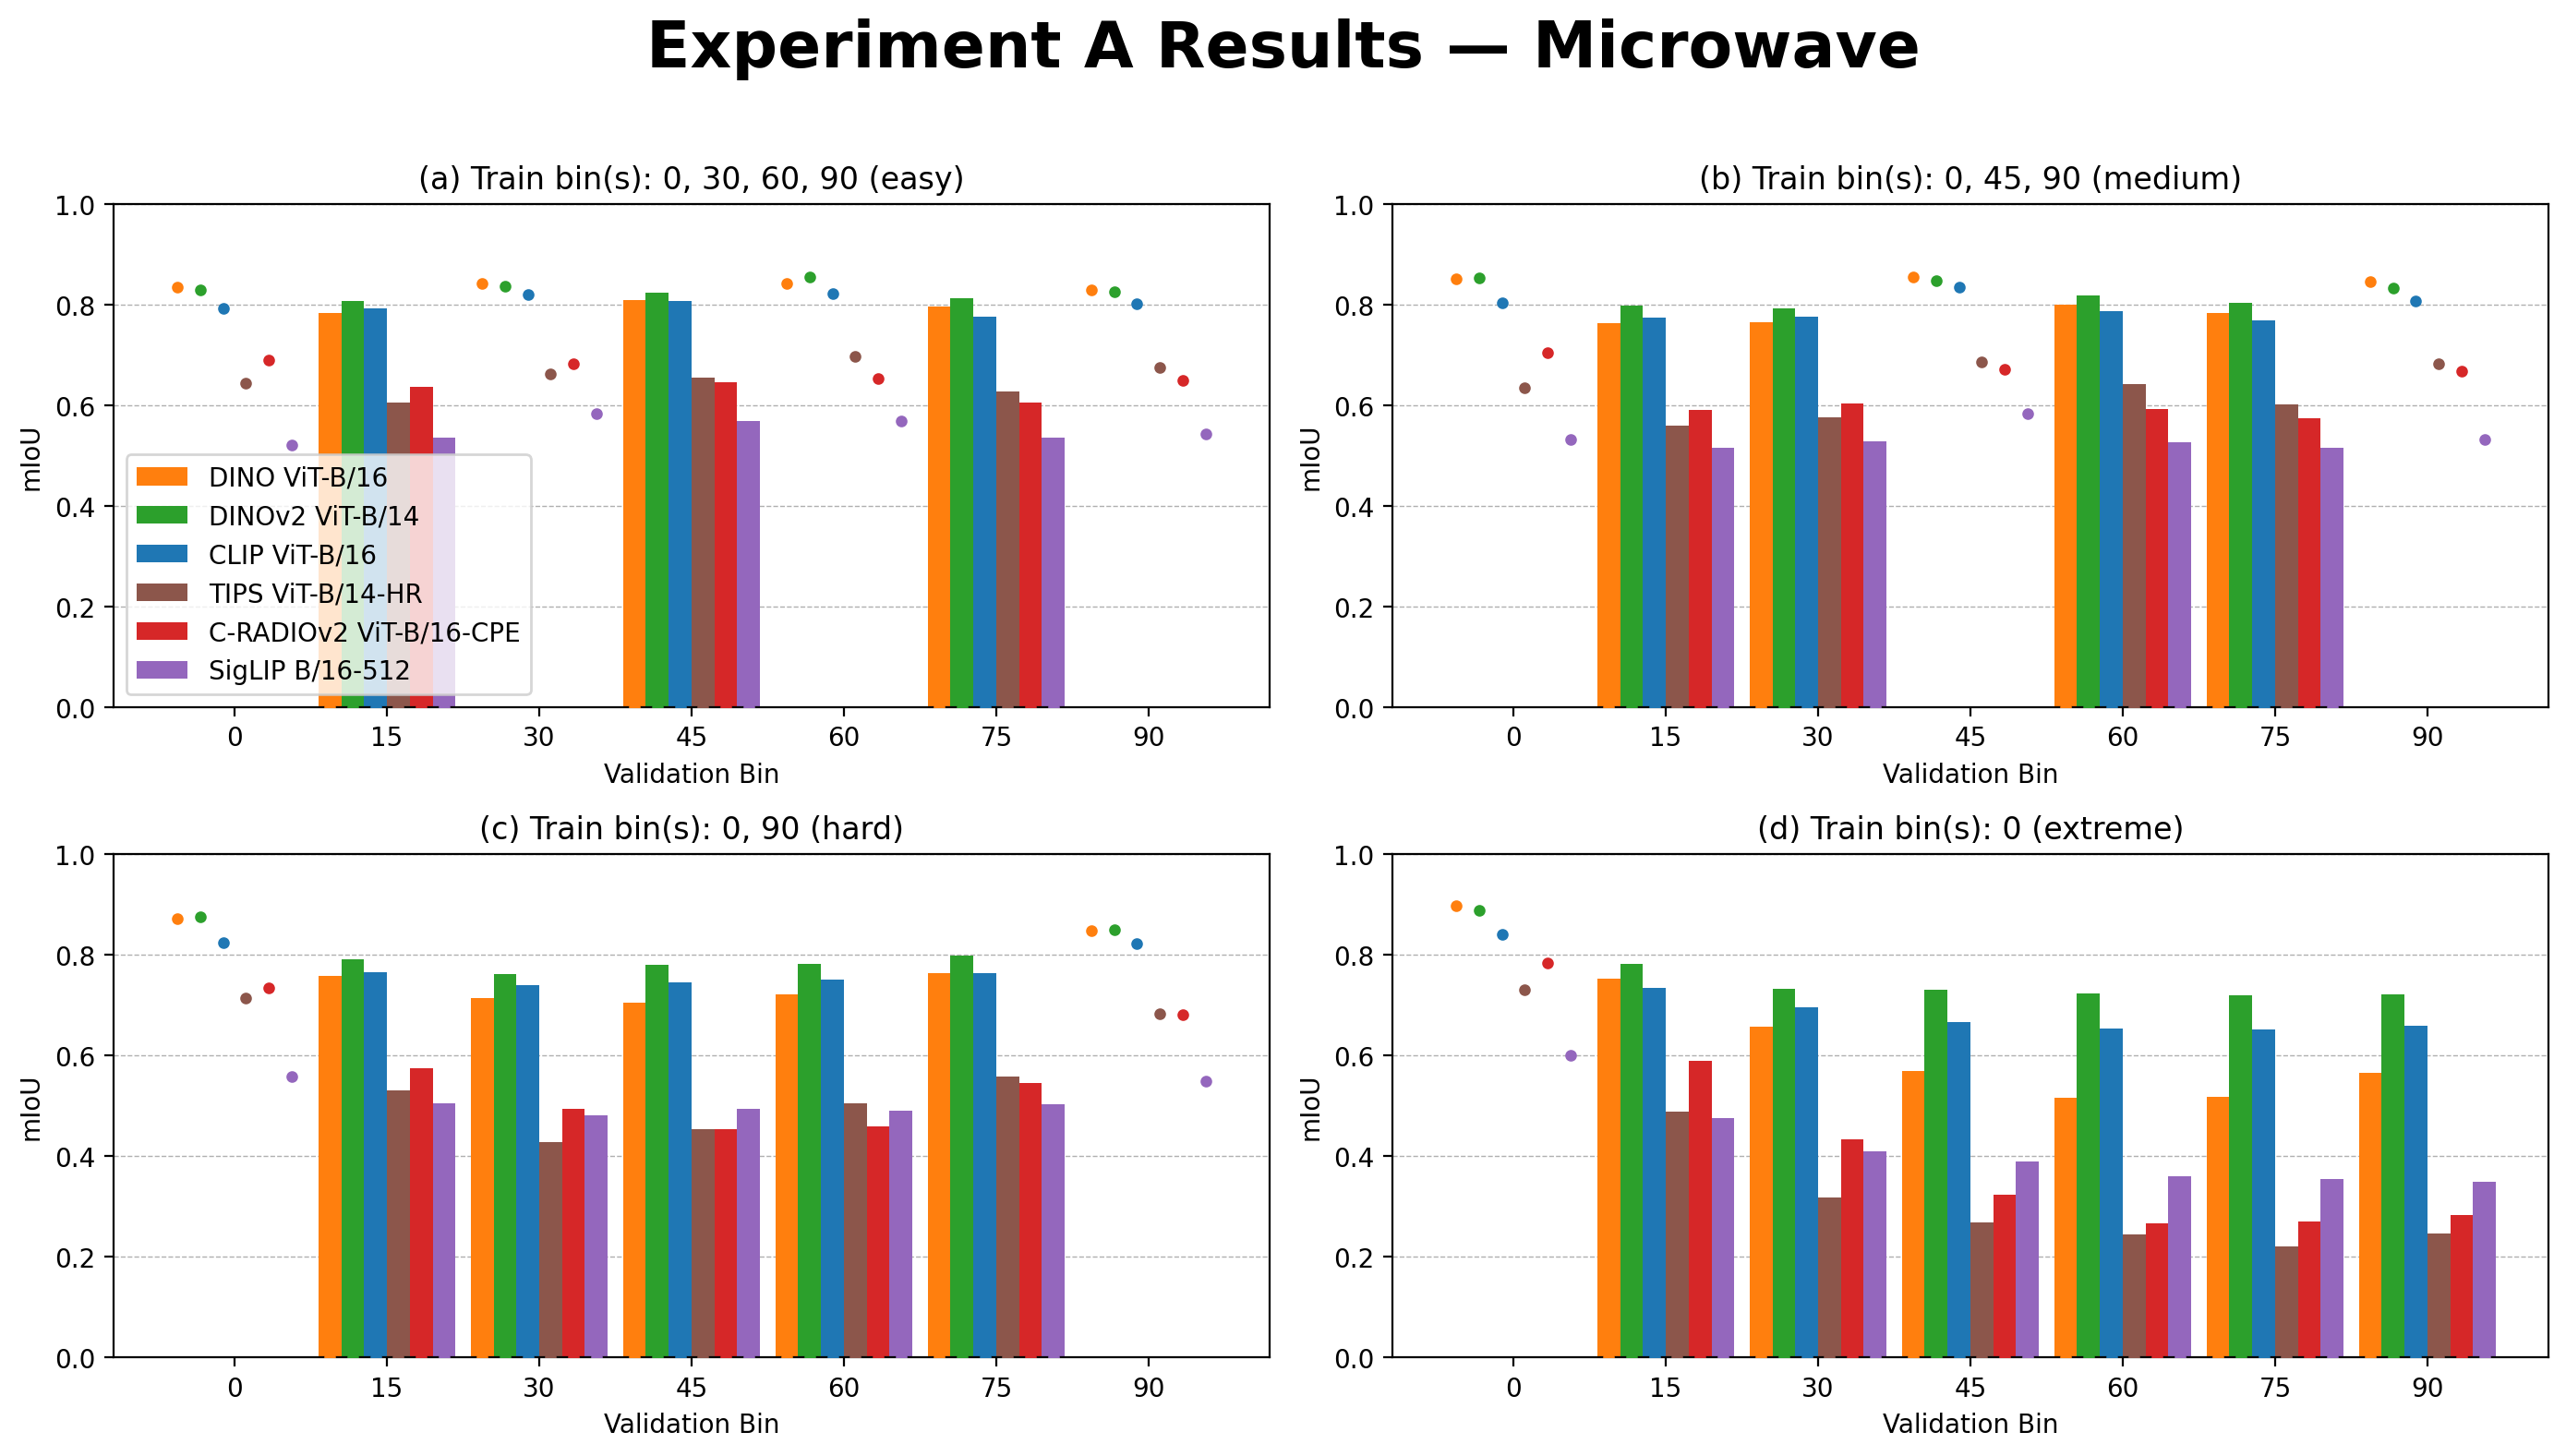 Experiment A Results — Microwave
(a) Train bin(s): 0, 30, 60, 90 (easy)
1.0
0.8
0.6
0.4
0.2
0.0
mIoU
DINO ViT-B/16
DINOv2 ViT-B/14
CLIP ViT-B/16
TIPS ViT-B/14-HR
C-RADIOv2 ViT-B/16-CPE
SigLIP B/16-512
0 15 30 45 60 75 90
Validation Bin
(b) Train bin(s): 0, 45, 90 (medium)
1.0
0.8
0.6
0.4
0.2
0.0
mIoU
0 15 30 45 60 75 90
Validation Bin
(c) Train bin(s): 0, 90 (hard)
1.0
0.8
0.6
0.4
0.2
0.0
mIoU
0 15 30 45 60 75 90
Validation Bin
(d) Train bin(s): 0 (extreme)
1.0
0.8
0.6
0.4
0.2
0.0
mIoU
0 15 30 45 60 75 90
Validation Bin